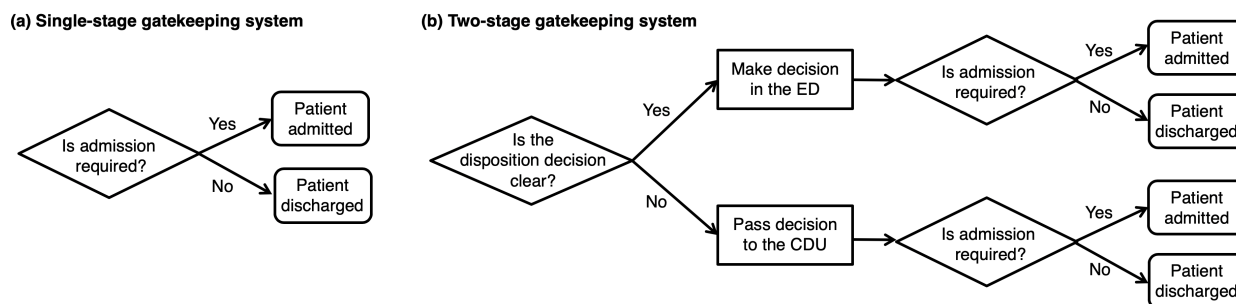 (a) Single-stage gatekeeping system
Is admission
required?
Yes
No
Patient
admitted
Patient
discharged
(b) Two-stage gatekeeping system
Is the
disposition decision
clear?
Yes
No
Make decision
in the ED
Is admission
required?
Yes
No
Patient
admitted
Patient
discharged
Pass decision
to the CDU
Is admission
required?
Yes
No
Patient
admitted
Patient
discharged